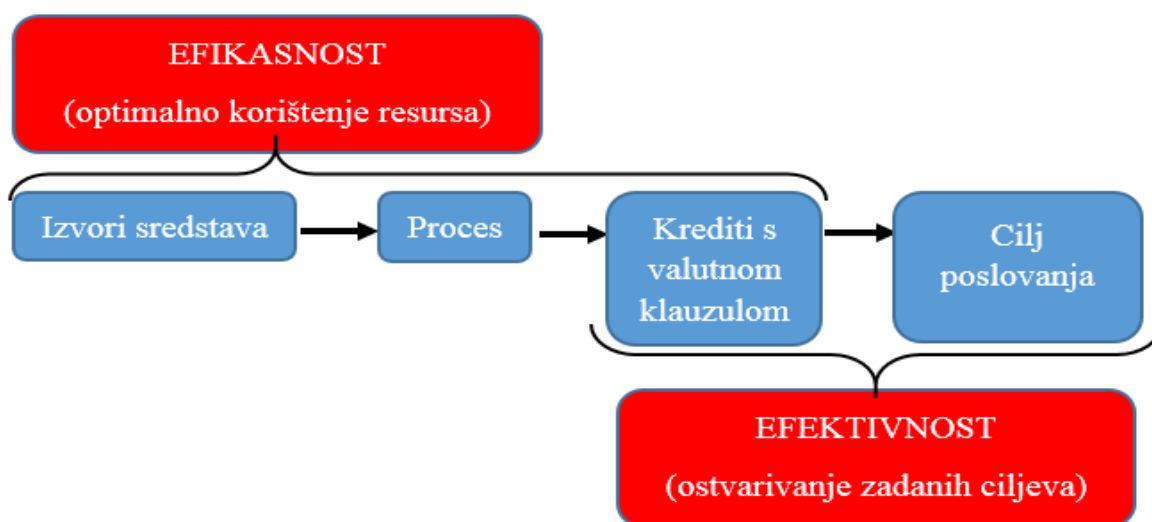 EFIKASNOST
(optimalno korištenje resursa)
Izvori sredstava
Proces
Krediti s
valutnom
klauzulom
Cilj
poslovanja
EFEKTIVNOST
(ostvarivanje zadanih ciljeva)